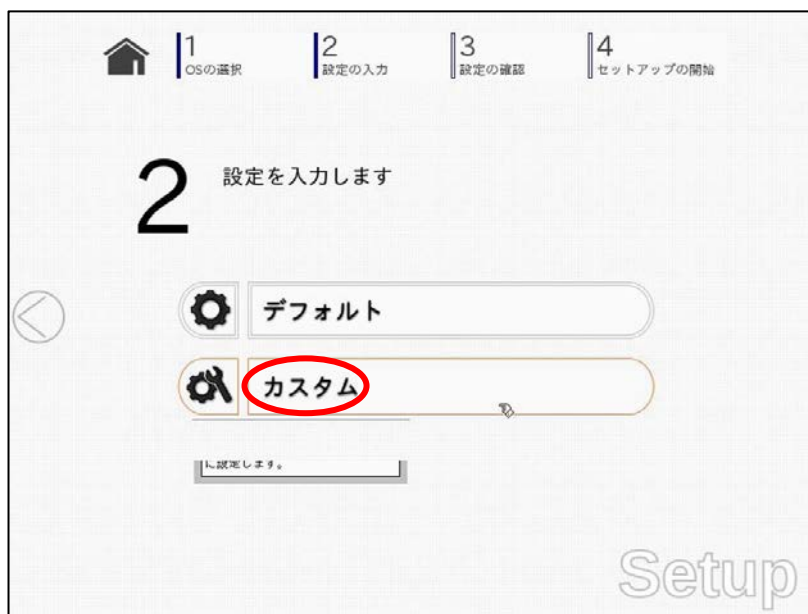 1
OSの選択
2
設定の入力
3
設定の確認
4
セットアップの開始
2
設定を入力します
デフォルト
カスタム
に設定します。
Setup